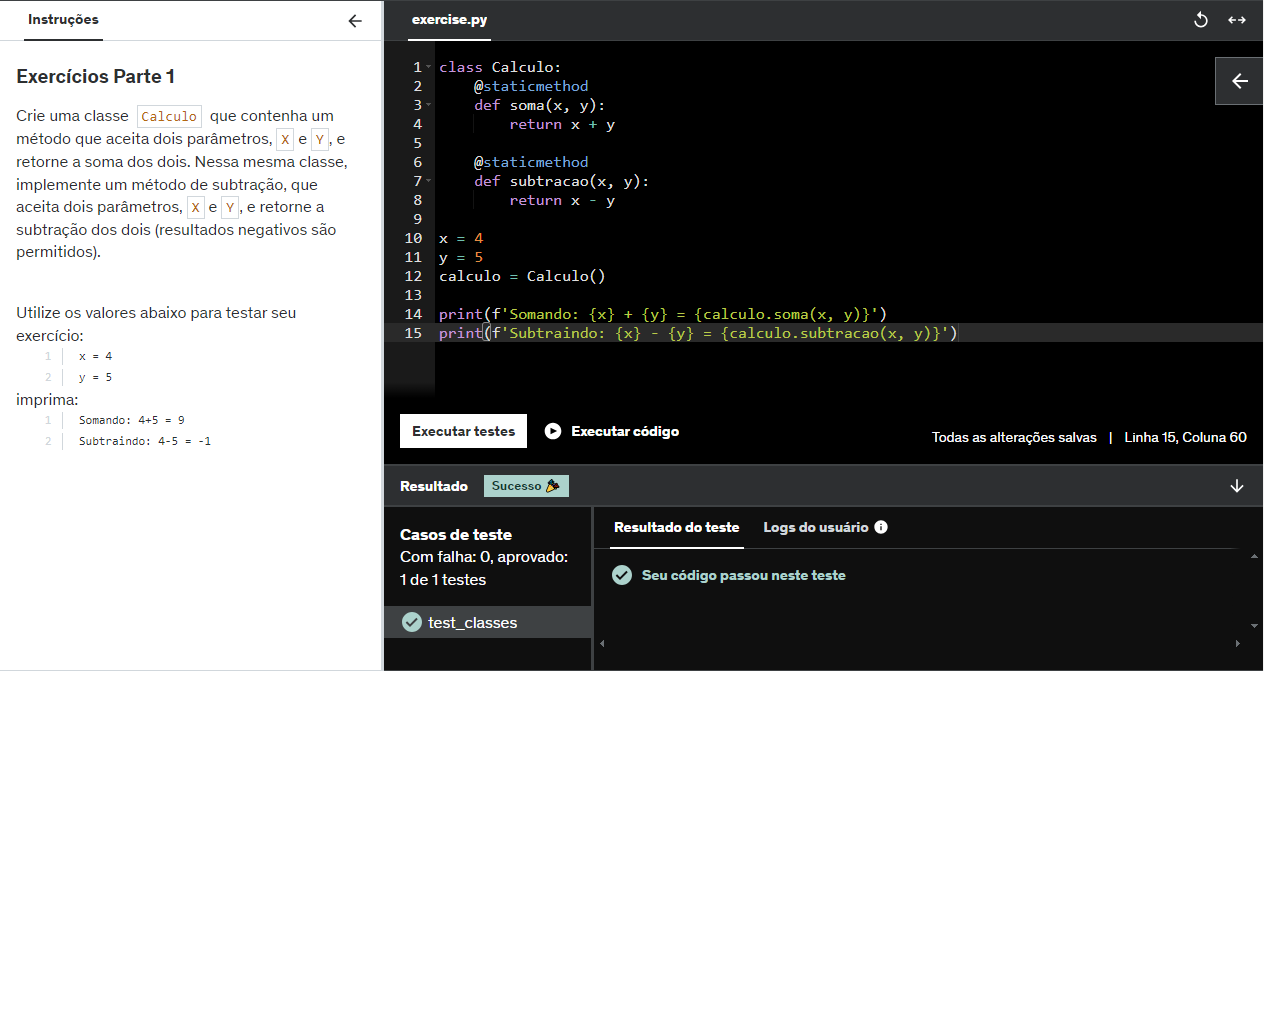 Instruções
Exercícios Parte 1
Crie uma classe Calculo que contenha um
método que aceita dois parâmetros, X e Y, e
retorne a soma dos dois. Nessa mesma classe,
implemente um método de subtração, que
aceita dois parâmetros, X e Y, e retorne a
subtração dos dois (resultados negativos são
permitidos).
Utilize os valores abaixo para testar seu
exercício:
1 x = 4
2 y = 5
imprima:
1 Somando: 4+5 = 9
2 Subtraindo: 4-5 = -1
exercise.py
1 class Calculo:
2     @staticmethod
3     def soma(x, y):
4         return x + y
5
6     @staticmethod
7     def subtracao(x, y):
8         return x - y
9
10 x = 4
11 y = 5
12 calculo = Calculo()
13
14 print(f'Somando: {x} + {y} = {calculo.soma(x, y)}')
15 print(f'Subtraindo: {x} - {y} = {calculo.subtracao(x, y)}')
Executar testes
Executar código
Todas as alterações salvas | Linha 15, Coluna 60
Resultado
Sucesso
Casos de teste
Com falha: 0, aprovado:
1 de 1 testes
test_classes
Resultado do teste
Logs do usuário
Seu código passou neste teste